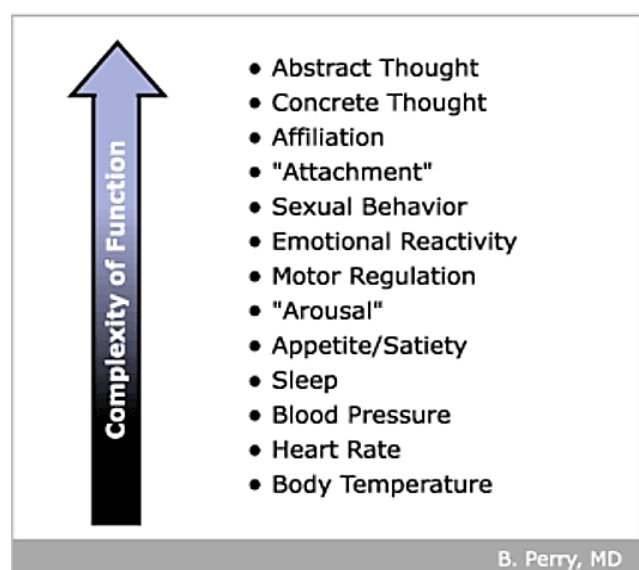 Complexity of Function
• Abstract Thought
• Concrete Thought
• Affiliation
• "Attachment"
• Sexual Behavior
• Emotional Reactivity
• Motor Regulation
• "Arousal"
• Appetite/Satiety
• Sleep
• Blood Pressure
• Heart Rate
• Body Temperature
B. Perry, MD